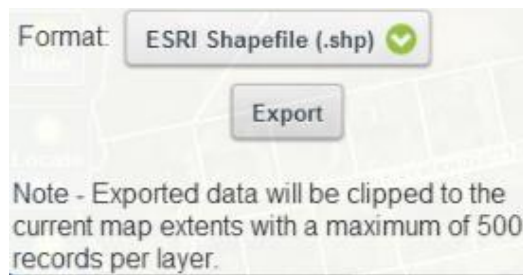 Format: ESRI Shapefile (.shp)
Export
Note - Exported data will be clipped to the
current map extents with a maximum of 500
records per layer.